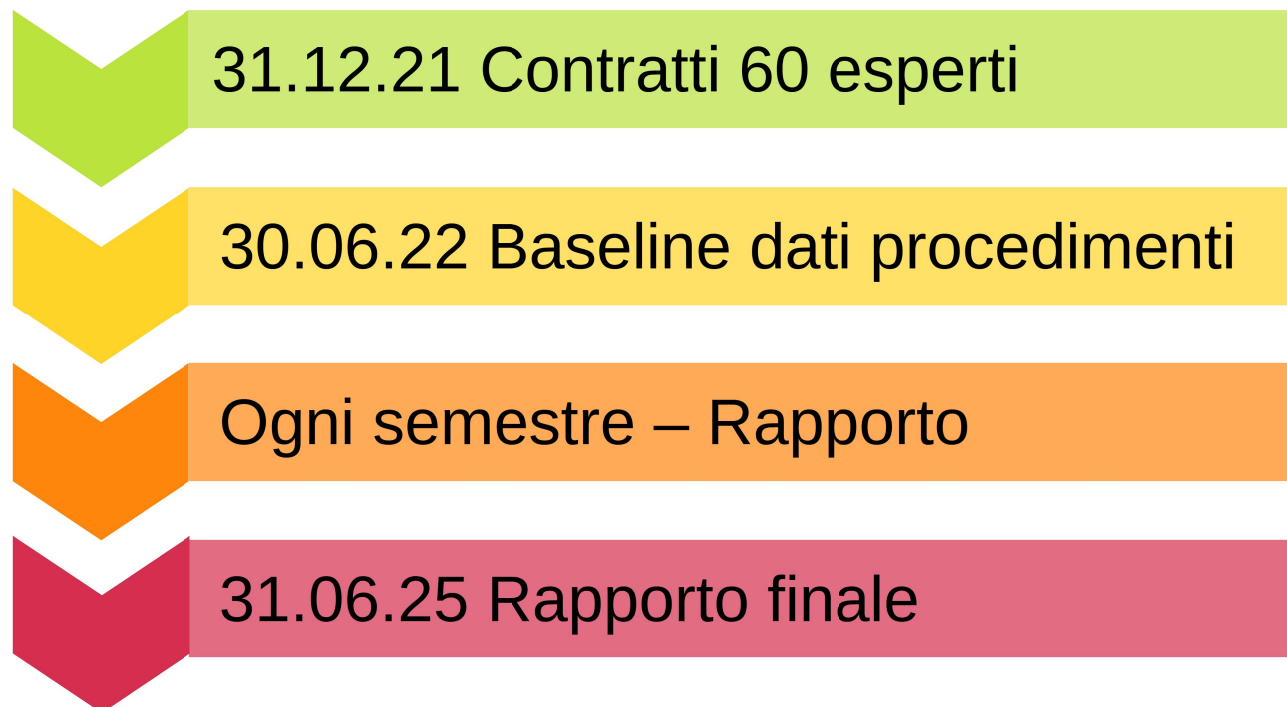 31.12.21 Contratti 60 esperti
30.06.22 Baseline dati procedimenti
Ogni semestre – Rapporto
31.06.25 Rapporto finale